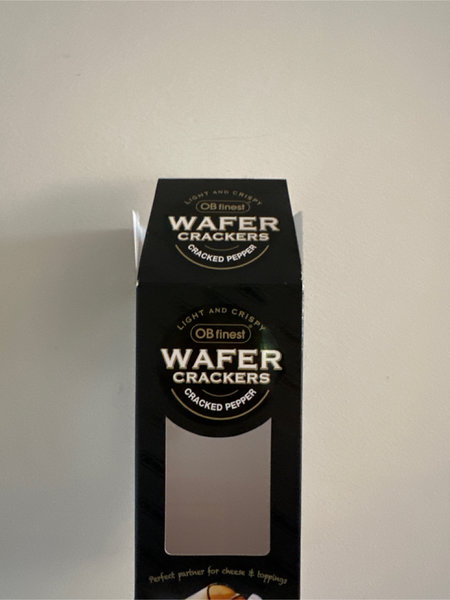 LIGHT AND CRISPY
OB finest
WAFER
CRACKERS
CRACKED PEPPER
LIGHT AND CRISPY
OB finest
WAFER
CRACKERS
CRACKED PEPPER
Perfect partner for cheese & toppings